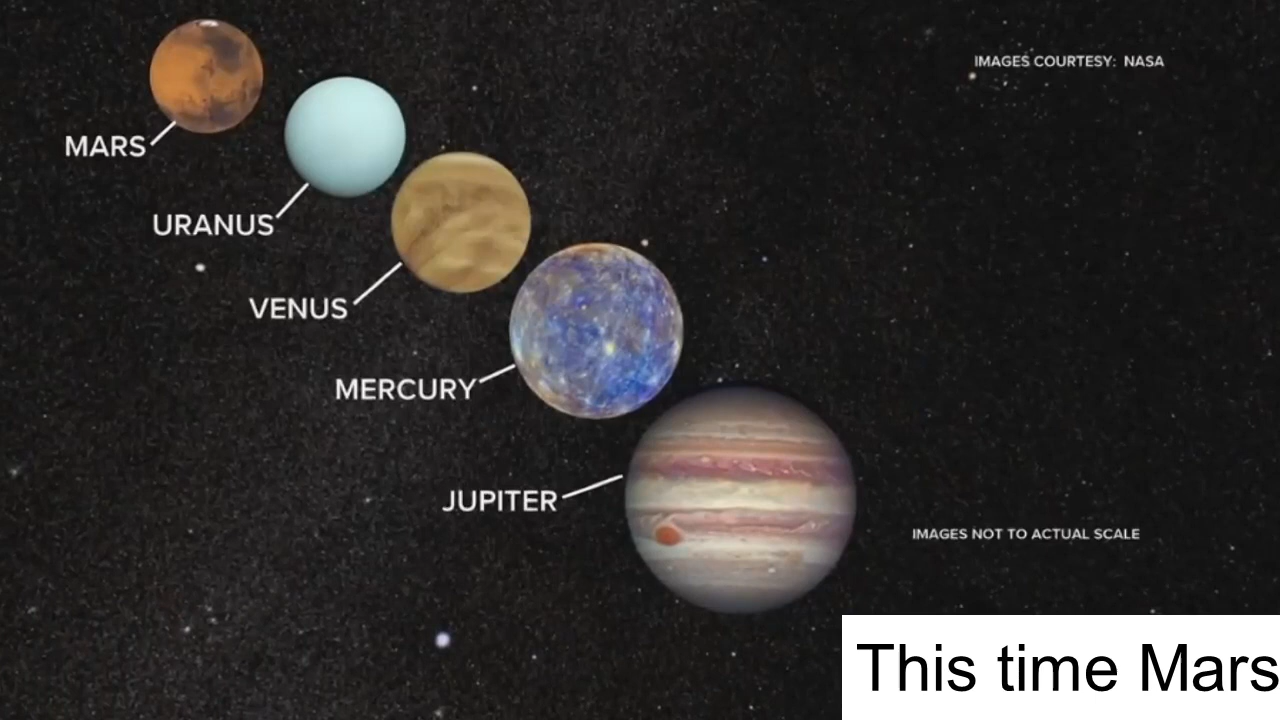 IMAGES COURTESY: NASA
MARS
URANUS
VENUS
MERCURY
JUPITER
IMAGES NOT TO ACTUAL SCALE
This time Mars